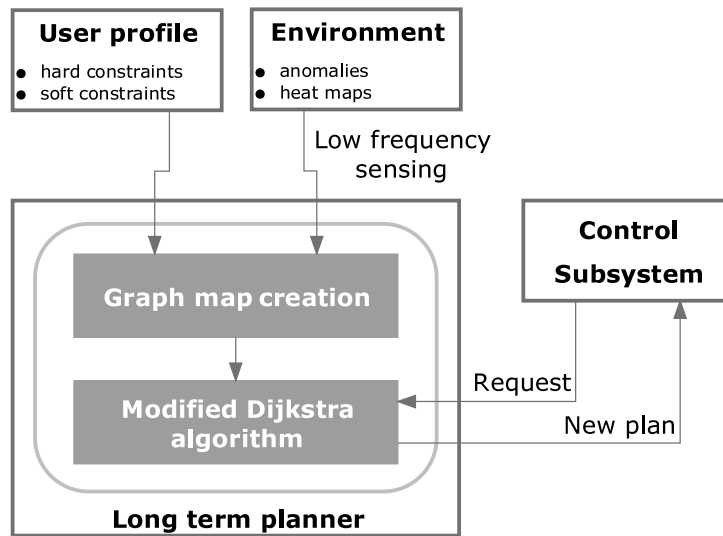 User profile
● hard constraints
● soft constraints
Environment
● anomalies
● heat maps
Low frequency
sensing
Graph map creation
Modified Dijkstra
algorithm
Long term planner
Control
Subsystem
Request
New plan